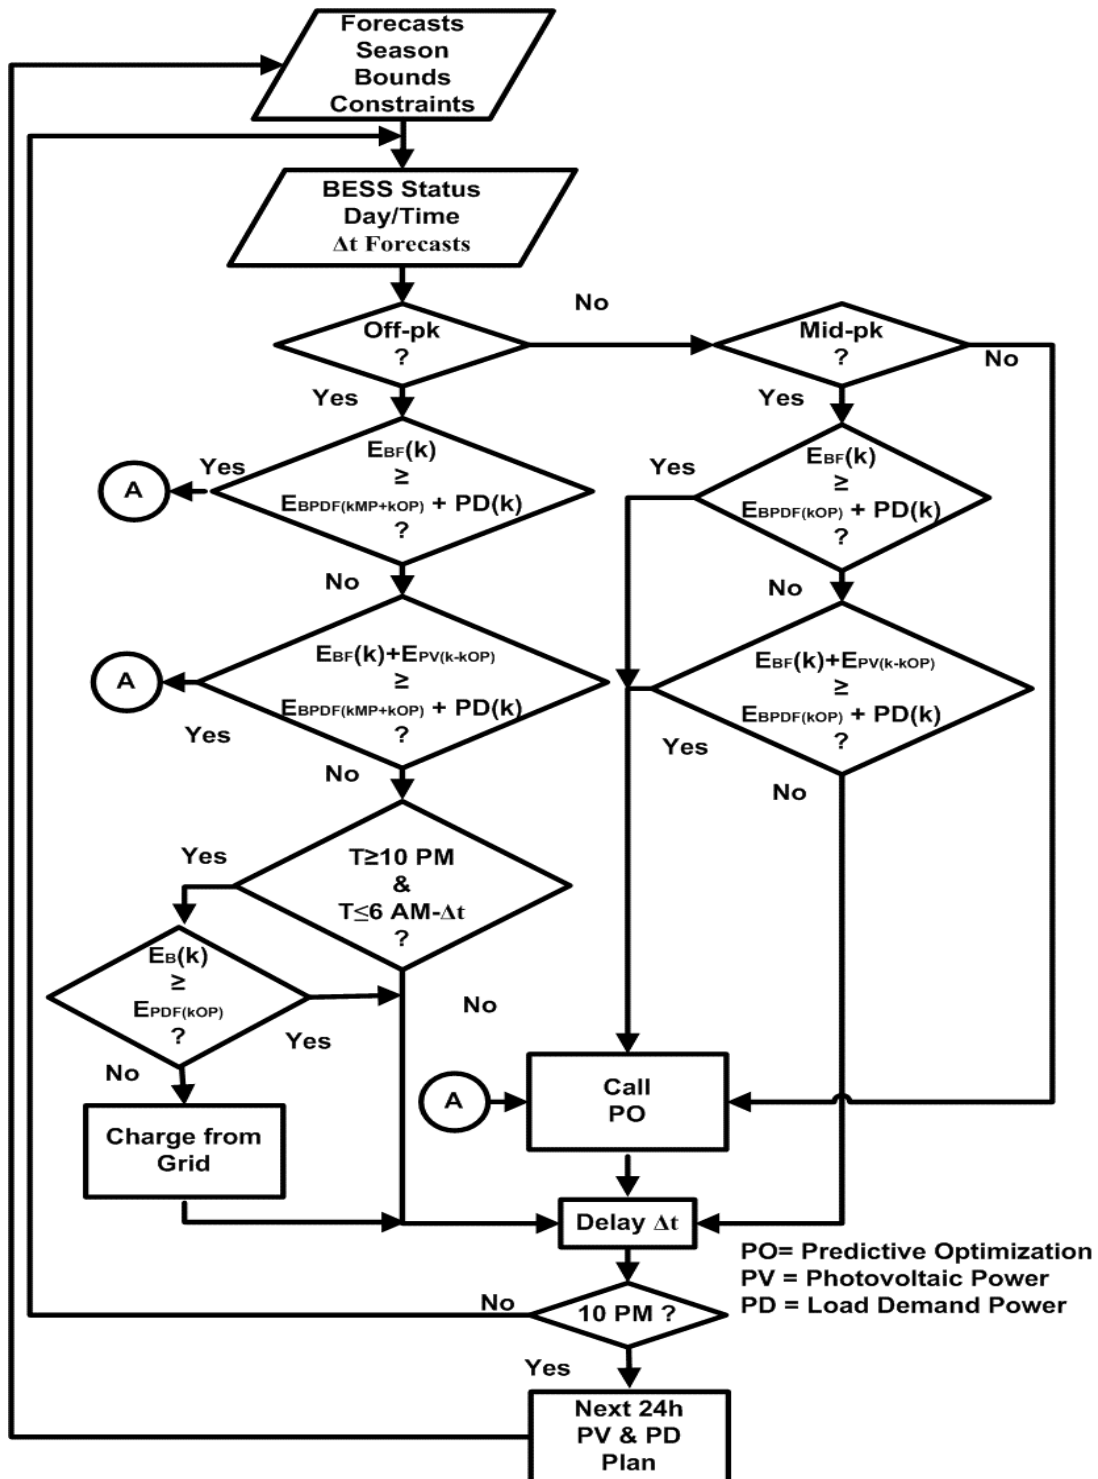 Forecasts
Season
Bounds
Constraints
BESS Status
Day/Time
Δt Forecasts
No
Off-pk
?
Mid-pk
?
No
Yes
Yes
EBF(k)
≥
EBPDF(kMP+kOP) + PD(k)
?
Yes
A
EBF(k)
≥
EBPDF(kOP) + PD(k)
?
Yes
No
No
EBF(k)+EPV(k-kOP)
≥
EBPDF(kMP+kOP) + PD(k)
?
A
Yes
EBF(k)+EPV(k-kOP)
≥
EBPDF(kOP) + PD(k)
?
Yes
No
No
T≥10 PM
&
T≤6 AM-Δt
?
Yes
EB(k)
≥
EPDF(kOP)
?
Yes
No
No
Charge from
Grid
A
Call
PO
Delay Δt
PO= Predictive Optimization
PV = Photovoltaic Power
PD = Load Demand Power
No
10 PM ?
Yes
Next 24h
PV & PD
Plan